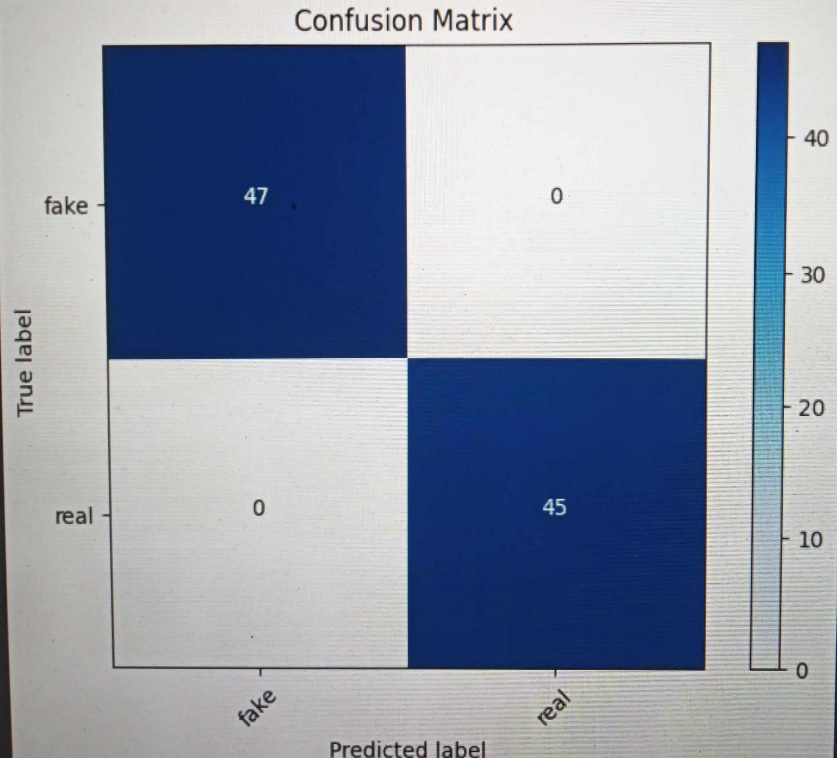 Confusion Matrix
fake
47
0
real
0
45
True label
fake
real
Predicted label
40
30
20
10
0